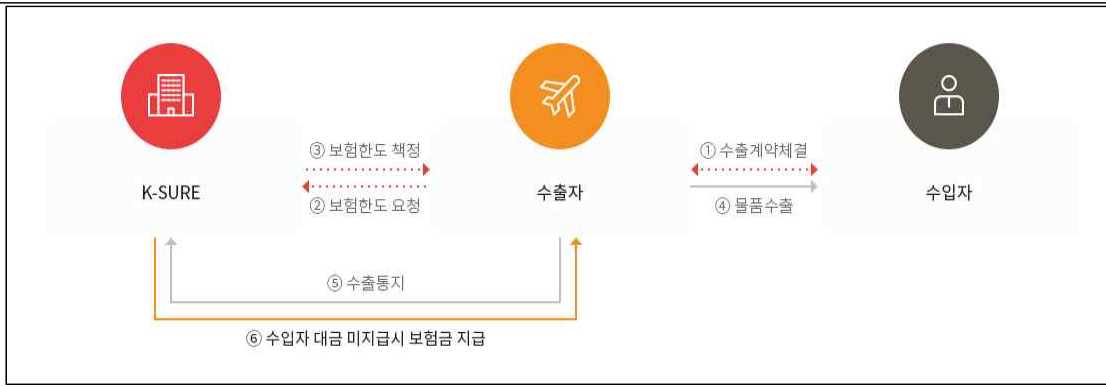 ③ 보험한도 책정
① 수출계약체결
K-SURE
수출자
수입자
② 보험한도 요청
④ 물품수출
⑤ 수출통지
⑥ 수입자 대금 미지급시 보험금 지급